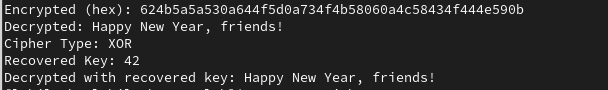 Encrypted (hex): 624b5a5a530a644f5d0a734f4b58060a4c58434f444e590b
Decrypted: Happy New Year, friends!
Cipher Type: XOR
Recovered Key: 42
Decrypted with recovered key: Happy New Year, friends!